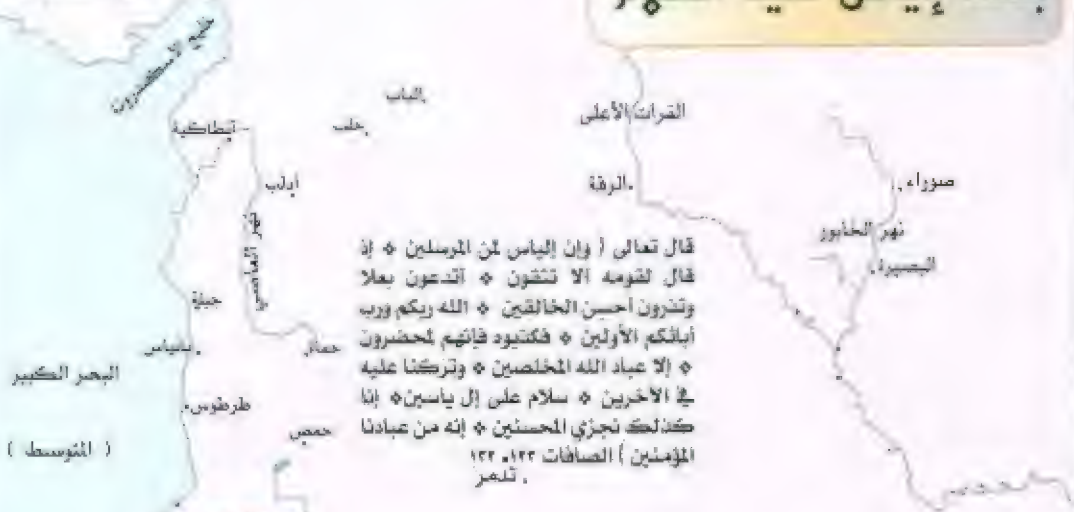 خليج الاسكندرون
الباب
حلب
الفرات الأعلى
أنطاكية
صوراء
الرقة
ادلب
نهر العاصي
نهر الخابور
البصيرة
قال تعالى ( وإن إلياس لمن المرسلين ❖ إذ
قال لقومه ألا تتقون ❖ أتدعون بعلا
وتذرون أحسن الخالقين ❖ الله ربكم ورب
آبائكم الأولين ❖ فكذبوه فإنهم لمحضرون
❖ إلا عباد الله المخلصين ❖ وتركنا عليه
في الآخرين ❖ سلام على إل ياسين ❖ إنا
كذلك نجزي المحسنين ❖ إنه من عبادنا
المؤمنين ) الصافات ١٢٣، ١٣٢
جبلة
حماة
بانياس
البحر الكبير
( المتوسط )
طرطوس
حمص
تدمر